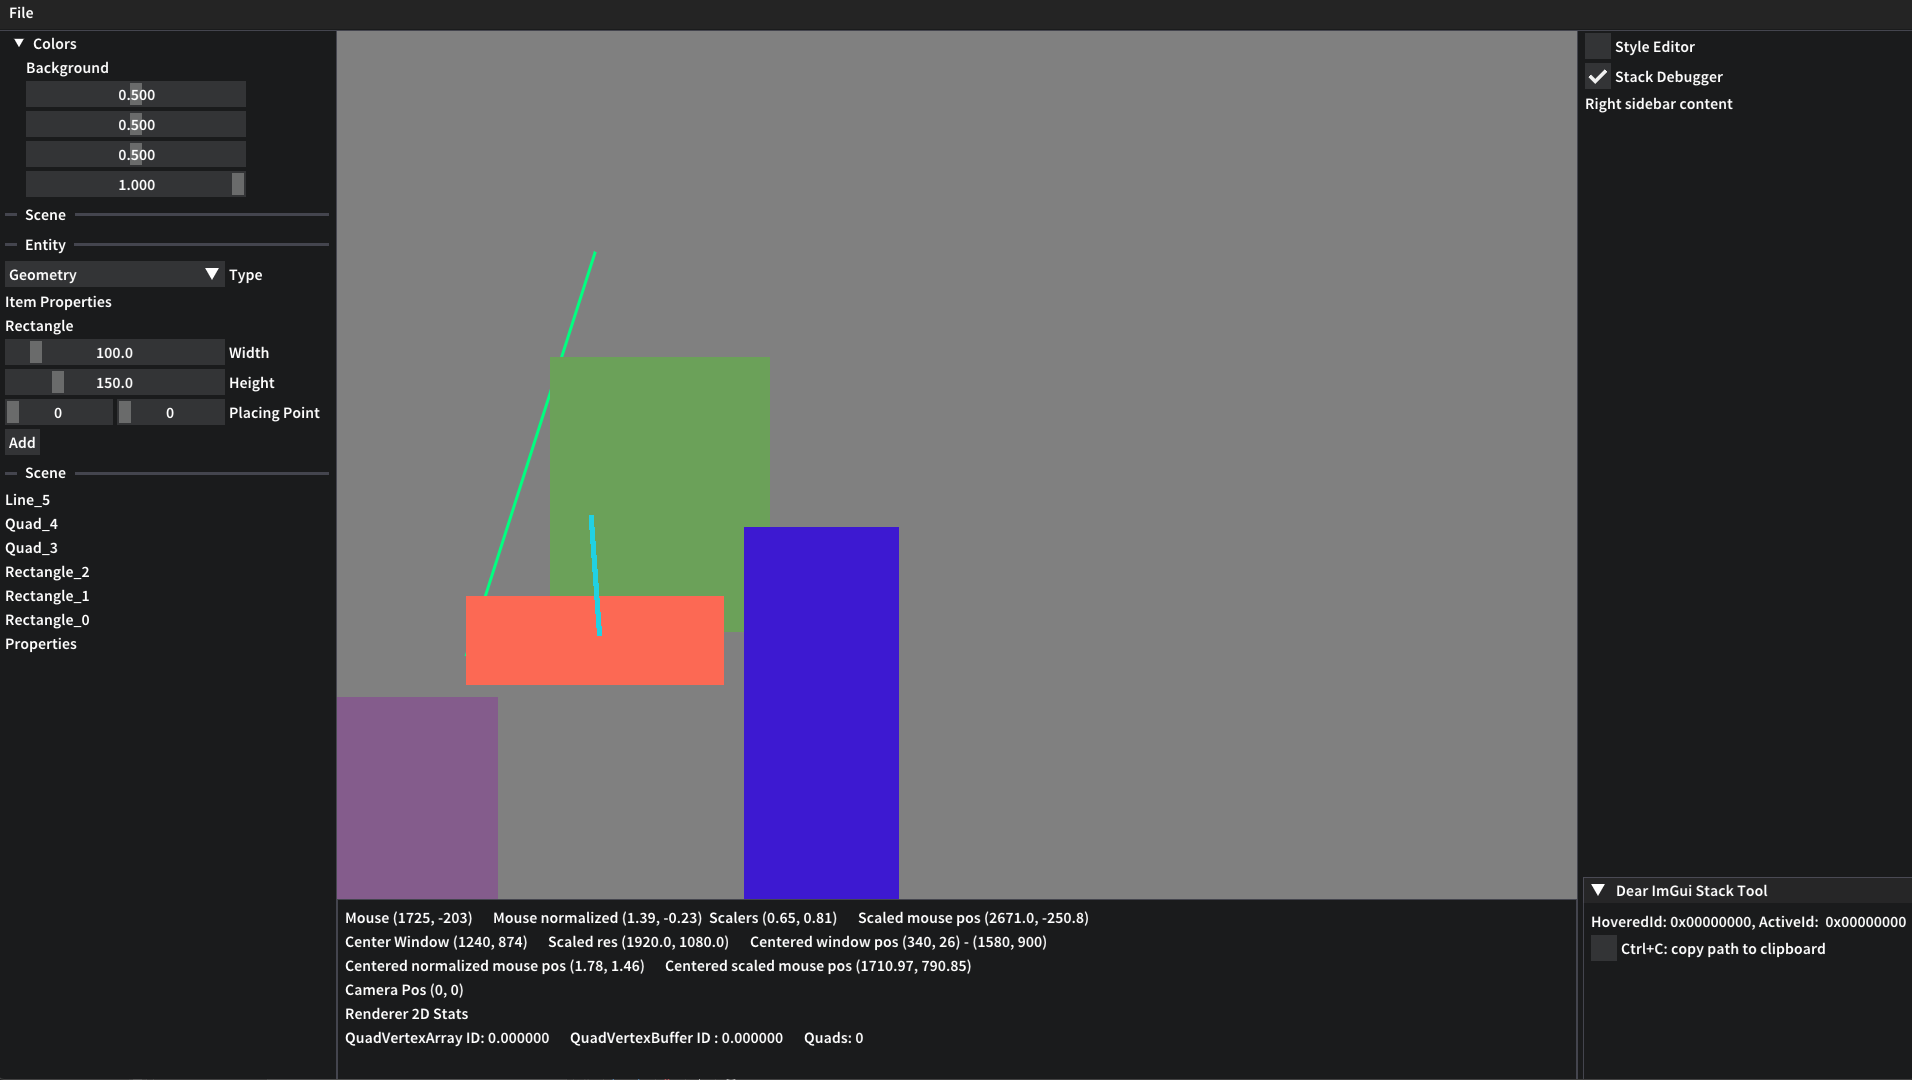 File
Colors
Background
0.500
0.500
0.500
1.000
Scene
Entity
Geometry Type
Item Properties
Rectangle
100.0 Width
150.0 Height
0 0 Placing Point
Add
Scene
Line_5
Quad_4
Quad_3
Rectangle_2
Rectangle_1
Rectangle_0
Properties
Mouse (1725, -203) Mouse normalized (1.39, -0.23) Scalers (0.65, 0.81) Scaled mouse pos (2671.0, -250.8)
Center Window (1240, 874) Scaled res (1920.0, 1080.0) Centered window pos (340, 26) - (1580, 900)
Centered normalized mouse pos (1.78, 1.46) Centered scaled mouse pos (1710.97, 790.85)
Camera Pos (0, 0)
Renderer 2D Stats
QuadVertexArray ID: 0.000000 QuadVertexBuffer ID : 0.000000 Quads: 0
Style Editor
Stack Debugger
Right sidebar content
Dear ImGui Stack Tool
HoveredId: 0x00000000, ActiveId: 0x00000000
Ctrl+C: copy path to clipboard